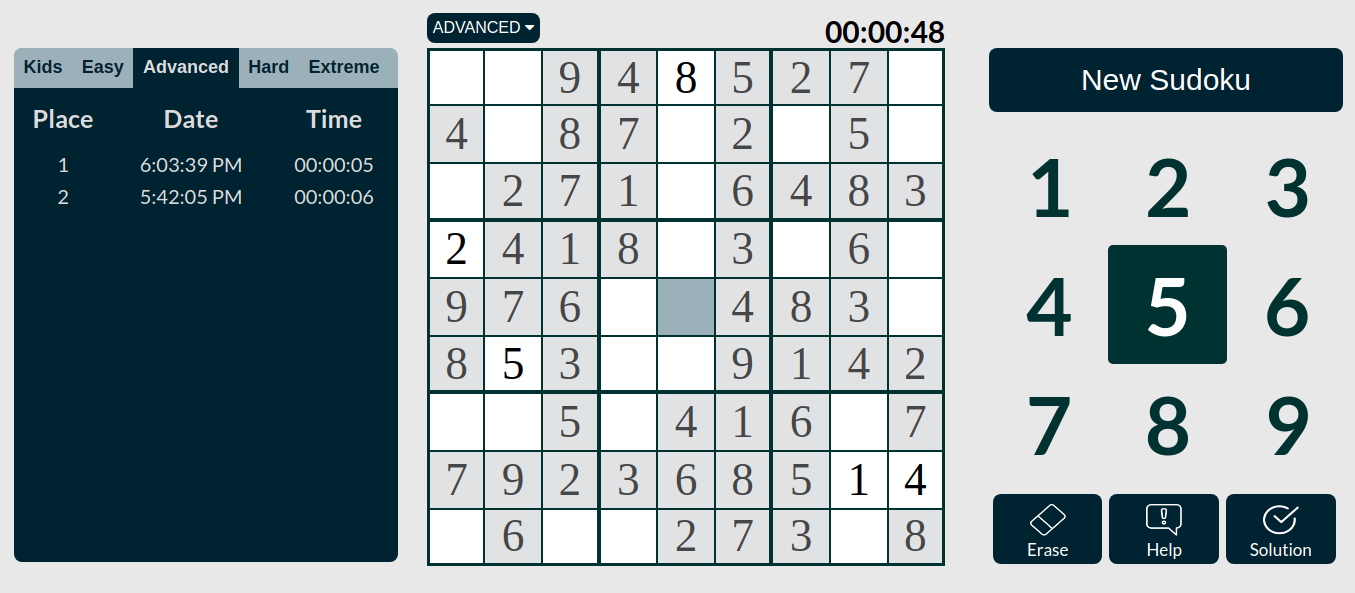 ADVANCED
00:00:48
Kids Easy Advanced Hard Extreme
Place Date Time
1 6:03:39 PM 00:00:05
2 5:42:05 PM 00:00:06
9 4 8 5 2 7
4 8 7 2 5
2 7 1 6 4 8 3
2 4 1 8 3 6
9 7 6 4 8 3
8 5 3 9 1 4 2
5 4 1 6 7
7 9 2 3 6 8 5 1 4
6 2 7 3 8
New Sudoku
1 2 3
4 5 6
7 8 9
Erase Help Solution